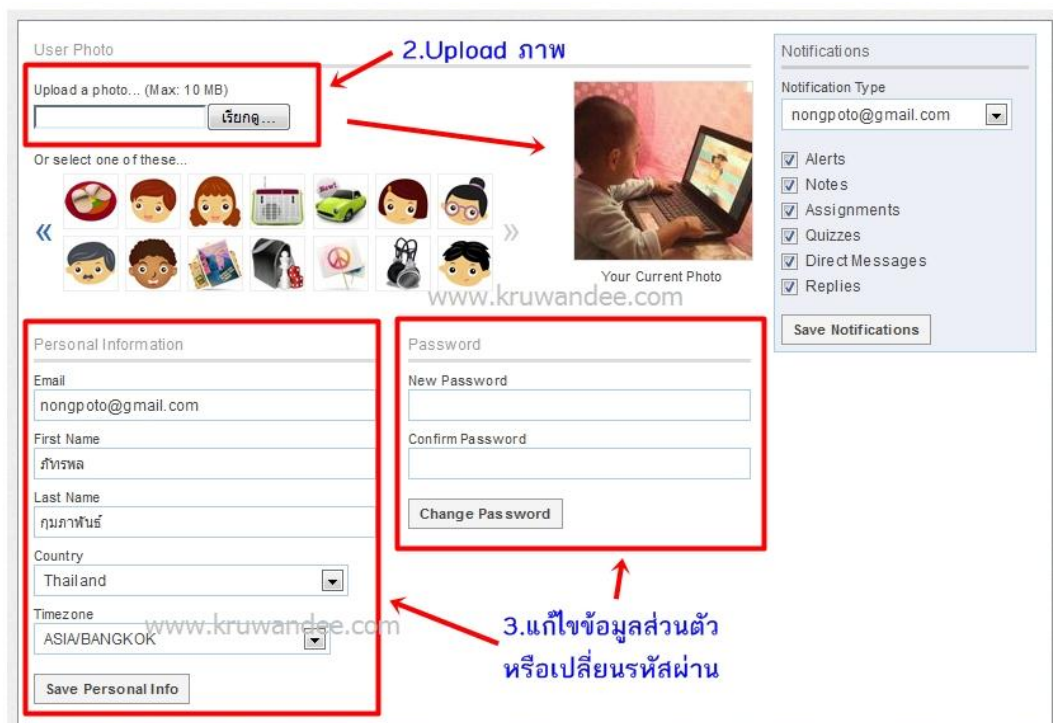 User Photo
2.Upload ภาพ
Upload a photo... (Max: 10 MB)
เรียกดู...
Or select one of these...
New!
«
»
Your Current Photo
www.kruwandee.com
Notifications
Notification Type
nongpoto@gmail.com
Alerts
Notes
Assignments
Quizzes
Direct Messages
Replies
Save Notifications
Personal Information
Email
nongpoto@gmail.com
First Name
ภัทรพล
Last Name
กุมภาพันธ์
Country
Thailand
Timezone
ASIA/BANGKOK
www.kruwandee.com
Save Personal Info
Password
New Password
Confirm Password
Change Password
3.แก้ไขข้อมูลส่วนตัว
หรือเปลี่ยนรหัสผ่าน